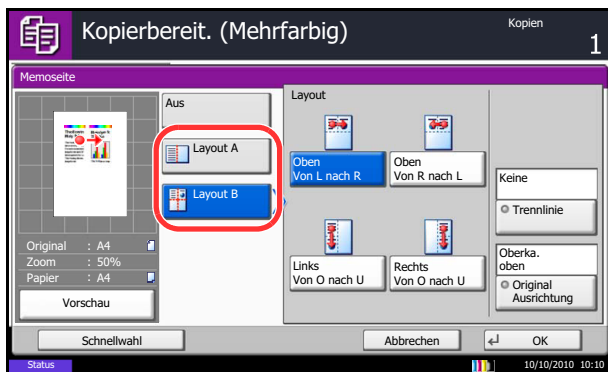 Kopierbereit. (Mehrfarbig)
Kopien
1
Memoseite
Aus
Layout A
Layout B
Layout
Oben
Von L nach R
Oben
Von R nach L
Links
Von O nach U
Rechts
Von O nach U
Keine
Trennlinie
Oberka.
oben
Original
Ausrichtung
Original : A4
Zoom : 50%
Papier : A4
Vorschau
Schnellwahl
Abbrechen
OK
Status
10/10/2010 10:10